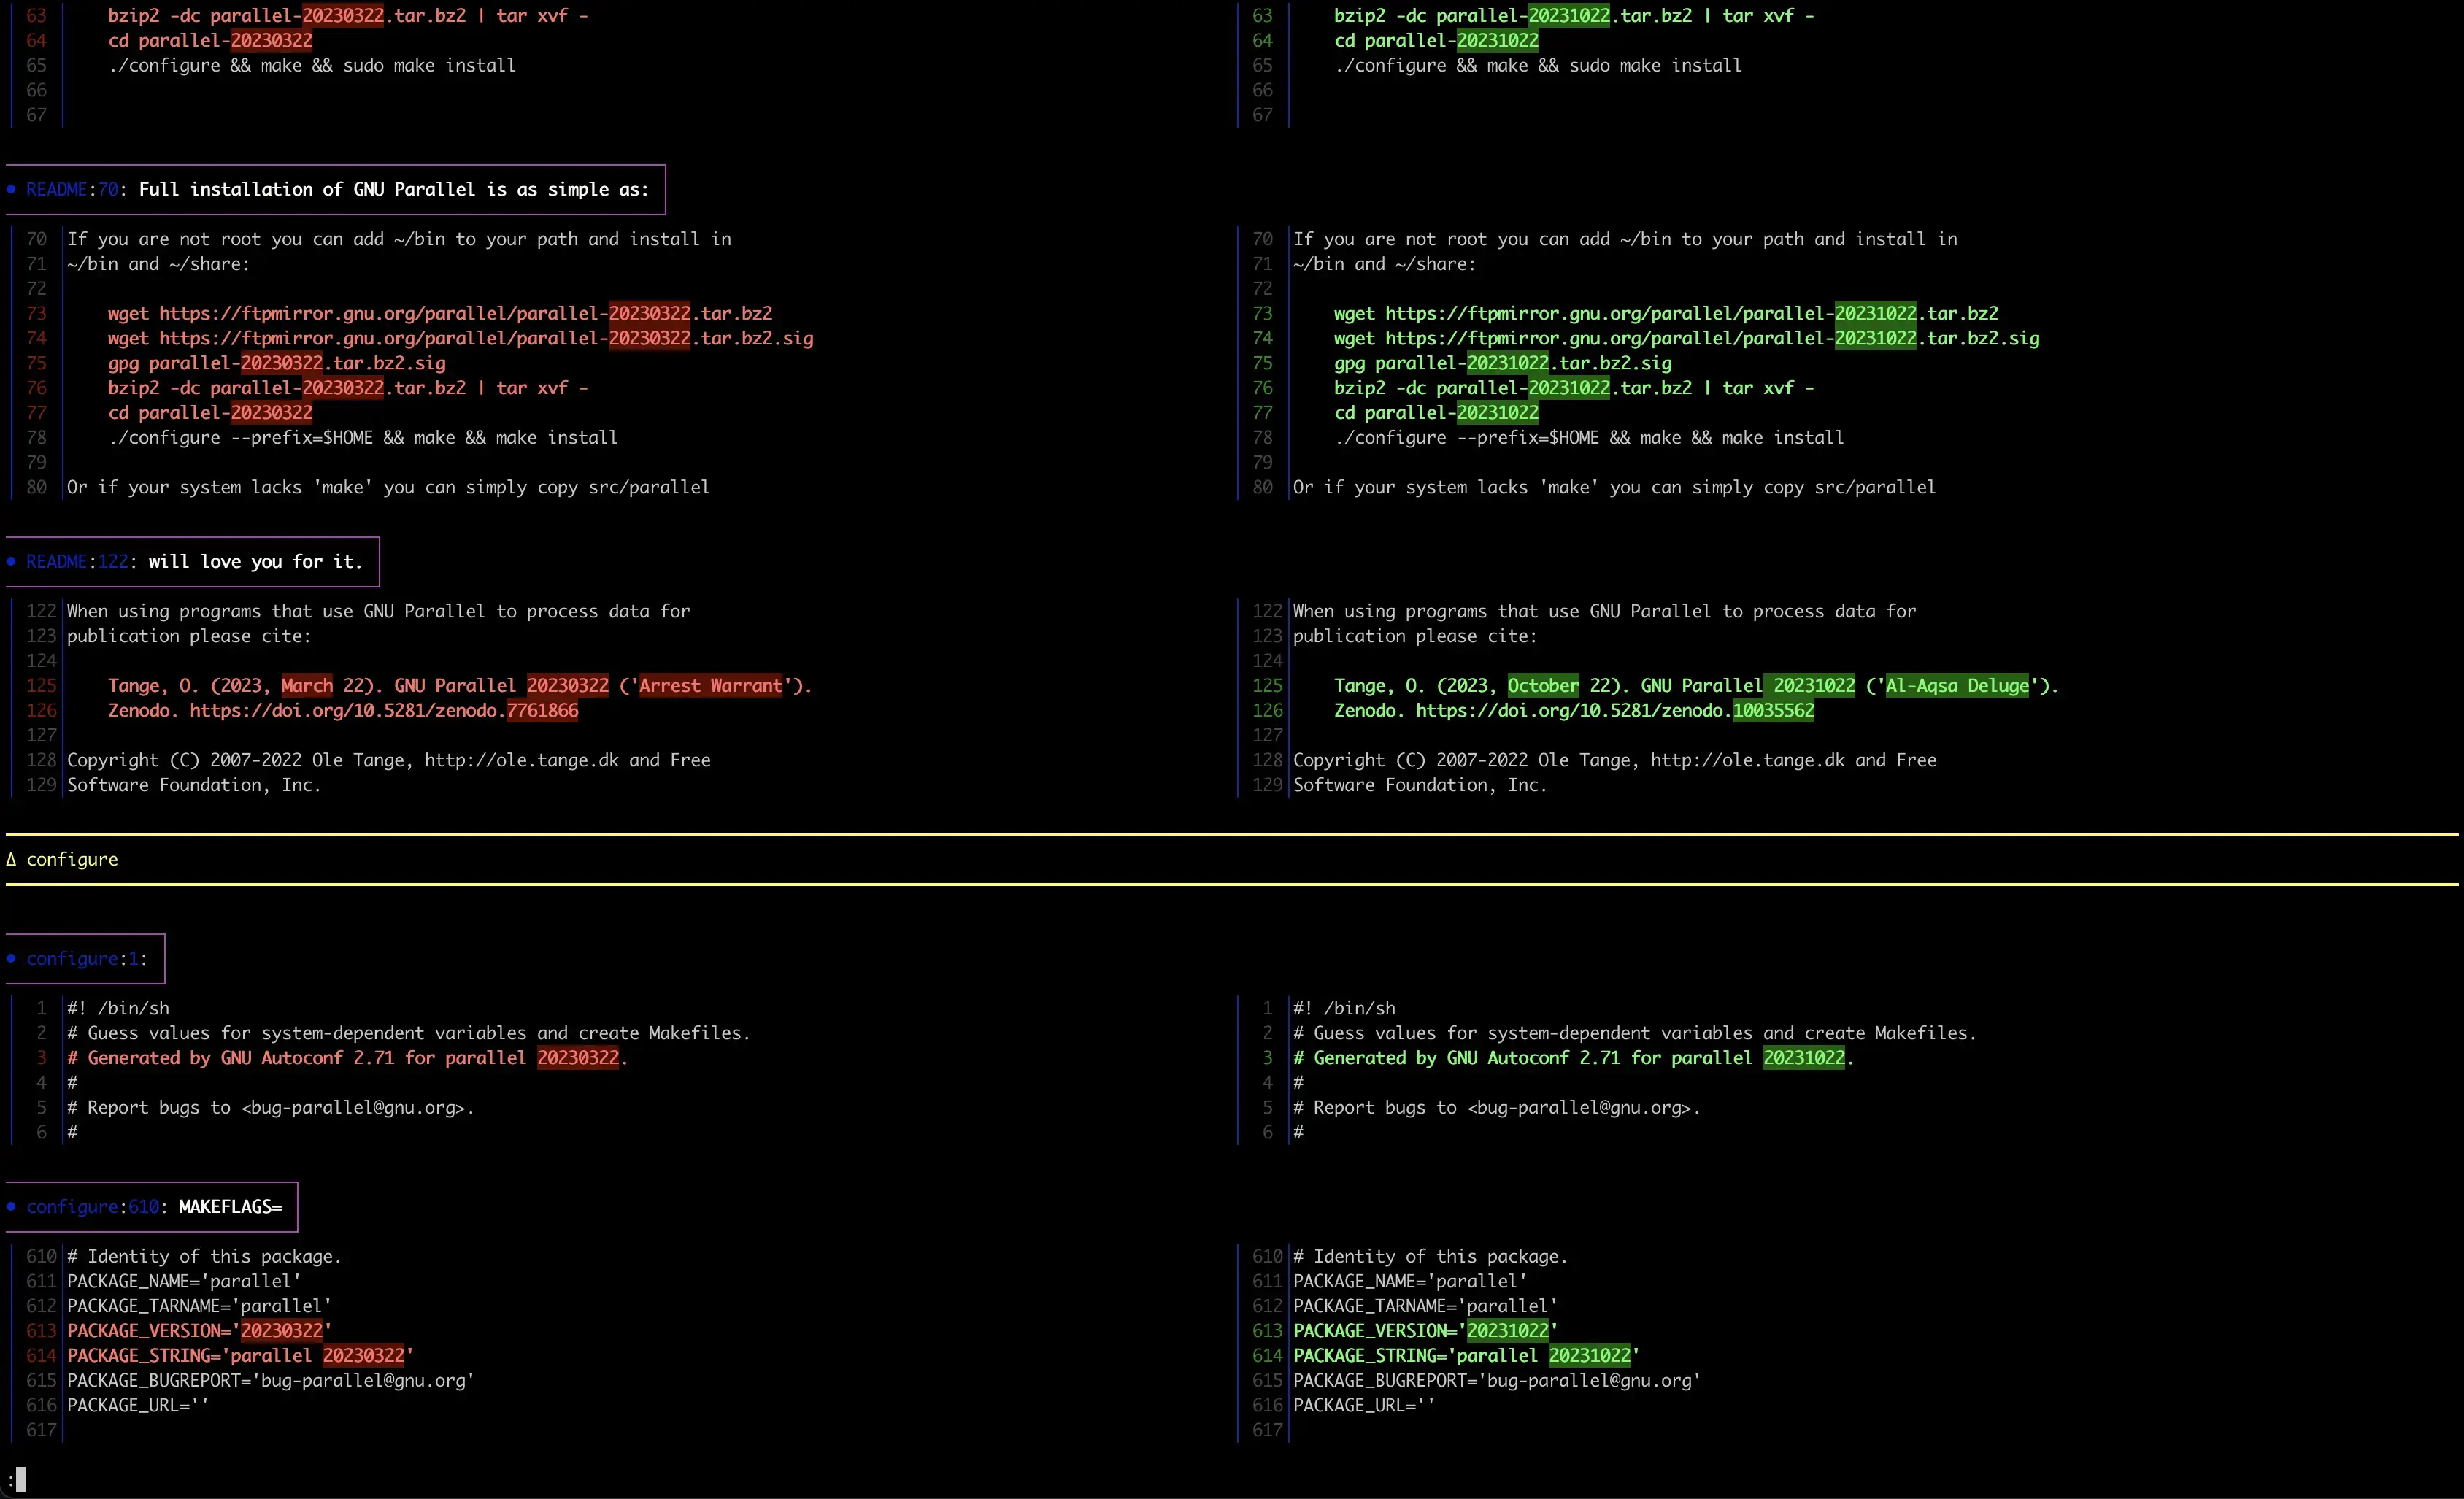 63 bzip2 -dc parallel-20230322.tar.bz2 | tar xvf -
64 cd parallel-20230322
65 ./configure && make && sudo make install
66
67
63 bzip2 -dc parallel-20231022.tar.bz2 | tar xvf -
64 cd parallel-20231022
65 ./configure && make && sudo make install
66
67
• README:70: Full installation of GNU Parallel is as simple as:
70 If you are not root you can add ~/bin to your path and install in
71 ~/bin and ~/share:
72
73 wget https://ftpmirror.gnu.org/parallel/parallel-20230322.tar.bz2
74 wget https://ftpmirror.gnu.org/parallel/parallel-20230322.tar.bz2.sig
75 gpg parallel-20230322.tar.bz2.sig
76 bzip2 -dc parallel-20230322.tar.bz2 | tar xvf -
77 cd parallel-20230322
78 ./configure --prefix=$HOME && make && make install
79
80 Or if your system lacks 'make' you can simply copy src/parallel
70 If you are not root you can add ~/bin to your path and install in
71 ~/bin and ~/share:
72
73 wget https://ftpmirror.gnu.org/parallel/parallel-20231022.tar.bz2
74 wget https://ftpmirror.gnu.org/parallel/parallel-20231022.tar.bz2.sig
75 gpg parallel-20231022.tar.bz2.sig
76 bzip2 -dc parallel-20231022.tar.bz2 | tar xvf -
77 cd parallel-20231022
78 ./configure --prefix=$HOME && make && make install
79
80 Or if your system lacks 'make' you can simply copy src/parallel
• README:122: will love you for it.
122 When using programs that use GNU Parallel to process data for
123 publication please cite:
124
125 Tange, O. (2023, March 22). GNU Parallel 20230322 ('Arrest Warrant').
126 Zenodo. https://doi.org/10.5281/zenodo.7761866
127
128 Copyright (C) 2007-2022 Ole Tange, http://ole.tange.dk and Free
129 Software Foundation, Inc.
122 When using programs that use GNU Parallel to process data for
123 publication please cite:
124
125 Tange, O. (2023, October 22). GNU Parallel 20231022 ('Al-Aqsa Deluge').
126 Zenodo. https://doi.org/10.5281/zenodo.10035562
127
128 Copyright (C) 2007-2022 Ole Tange, http://ole.tange.dk and Free
129 Software Foundation, Inc.
Δ configure
• configure:1:
1 #! /bin/sh
2 # Guess values for system-dependent variables and create Makefiles.
3 # Generated by GNU Autoconf 2.71 for parallel 20230322.
4 #
5 # Report bugs to <bug-parallel@gnu.org>.
6 #
1 #! /bin/sh
2 # Guess values for system-dependent variables and create Makefiles.
3 # Generated by GNU Autoconf 2.71 for parallel 20231022.
4 #
5 # Report bugs to <bug-parallel@gnu.org>.
6 #
• configure:610: MAKEFLAGS=
610 # Identity of this package.
611 PACKAGE_NAME='parallel'
612 PACKAGE_TARNAME='parallel'
613 PACKAGE_VERSION='20230322'
614 PACKAGE_STRING='parallel 20230322'
615 PACKAGE_BUGREPORT='bug-parallel@gnu.org'
616 PACKAGE_URL=''
617
610 # Identity of this package.
611 PACKAGE_NAME='parallel'
612 PACKAGE_TARNAME='parallel'
613 PACKAGE_VERSION='20231022'
614 PACKAGE_STRING='parallel 20231022'
615 PACKAGE_BUGREPORT='bug-parallel@gnu.org'
616 PACKAGE_URL=''
617
: